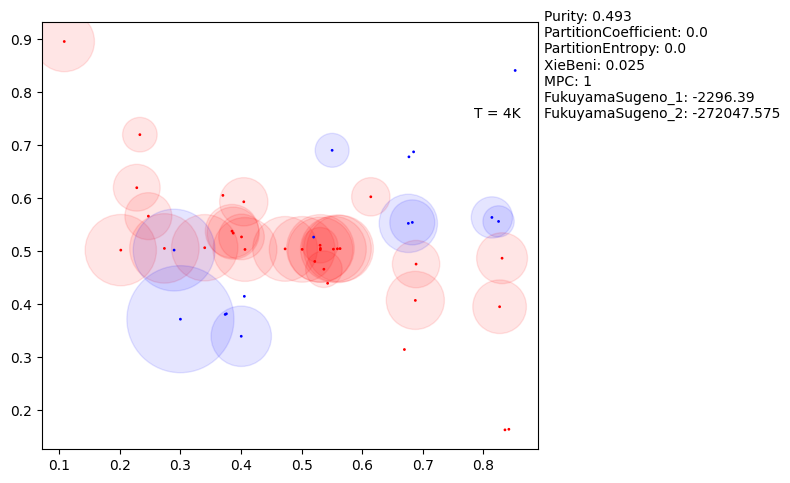 Purity: 0.493
PartitionCoefficient: 0.0
PartitionEntropy: 0.0
XieBeni: 0.025
MPC: 1
FukuyamaSugeno_1: -2296.39
FukuyamaSugeno_2: -272047.575
T = 4K
0.9
0.8
0.7
0.6
0.5
0.4
0.3
0.2
0.1 0.2 0.3 0.4 0.5 0.6 0.7 0.8